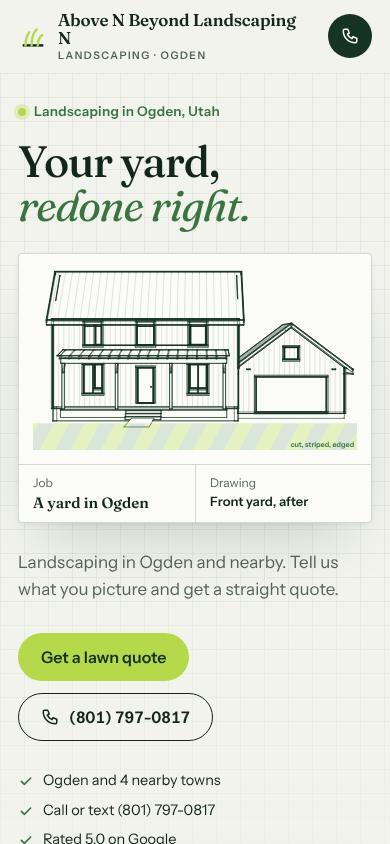 Above N Beyond Landscaping
N
LANDSCAPING · OGDEN
Landscaping in Ogden, Utah
Your yard,
redone right.
cut, striped, edged
Job
A yard in Ogden
Drawing
Front yard, after
Landscaping in Ogden and nearby. Tell us
what you picture and get a straight quote.
Get a lawn quote
(801) 797-0817
Ogden and 4 nearby towns
Call or text (801) 797-0817
Rated 5.0 on Google